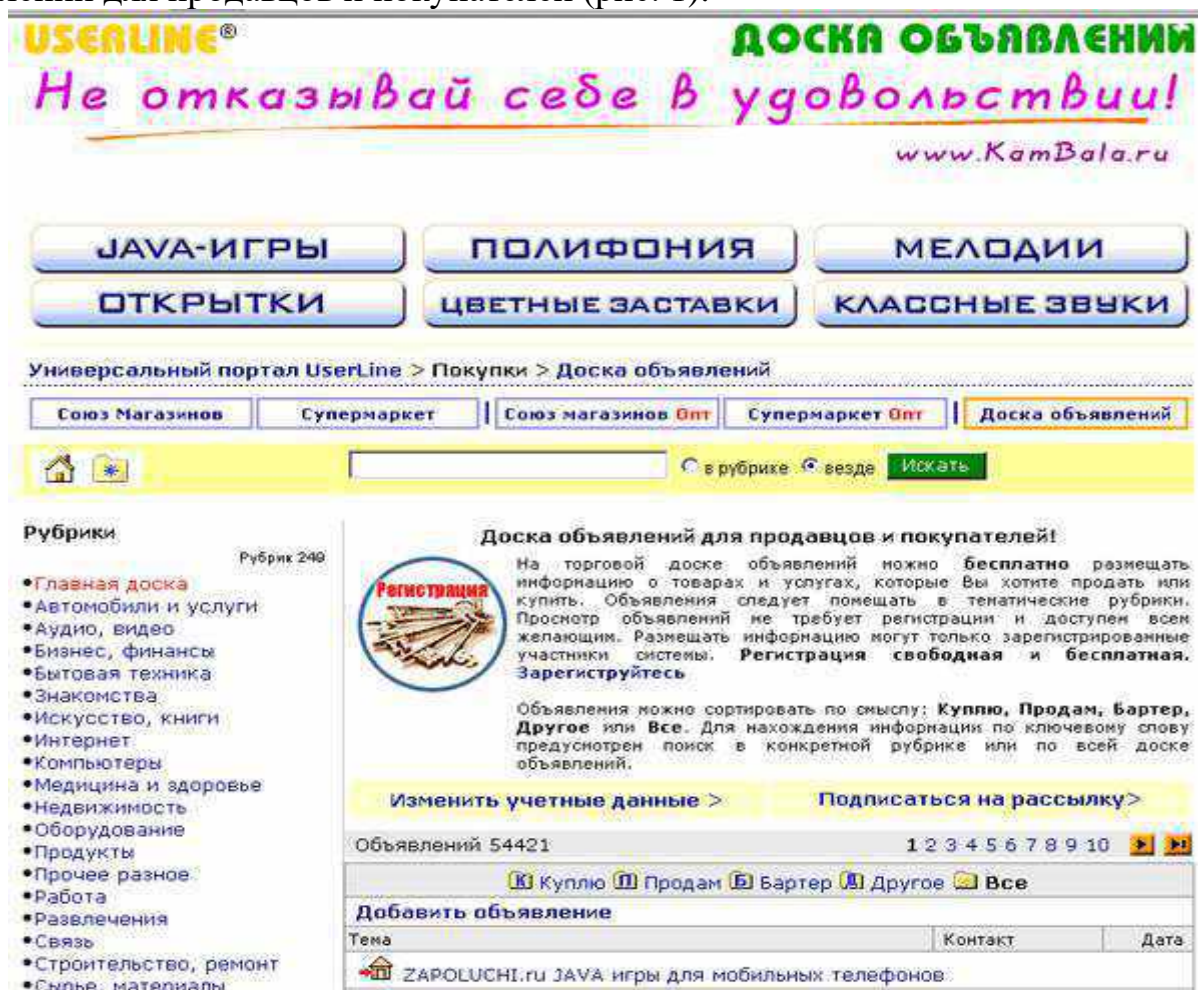 для продавцов и покупателей (рис. 1).
USERLINE®
ДОСКА ОБЪЯВЛЕНИЙ
Не отказывай себе в удовольствии!
www.KamBala.ru
JAVA-ИГРЫ
ПОЛИФОНИЯ
МЕЛОДИИ
ОТКРЫТКИ
ЦВЕТНЫЕ ЗАСТАВКИ
КЛАССНЫЕ ЗВУКИ
Универсальный портал UserLine > Покупки > Доска объявлений
Союз Магазинов
Супермаркет
Союз магазинов Опт
Супермаркет Опт
Доска объявлений
в рубрике везде Искать
Рубрики
Рубрик 249
•Главная доска
•Автомобили и услуги
•Аудио, видео
•Бизнес, финансы
•Бытовая техника
•Знакомства
•Искусство, книги
•Интернет
•Компьютеры
•Медицина и здоровье
•Недвижимость
•Оборудование
•Продукты
•Прочее разное
•Работа
•Развлечения
•Связь
•Строительство, ремонт
•Сырье, материалы
Доска объявлений для продавцов и покупателей!
Регистрация
На торговой доске объявлений можно бесплатно размещать
информацию о товарах и услугах, которые Вы хотите продать или
купить. Объявления следует помещать в тематические рубрики.
Просмотр объявлений не требует регистрации и доступен всем
желающим. Размещать информацию могут только зарегистрированные
участники системы. Регистрация свободная и бесплатная.
Зарегистрируйтесь
Объявления можно сортировать по смыслу: Куплю, Продам, Бартер,
Другое или Все. Для нахождения информации по ключевому слову
предусмотрен поиск в конкретной рубрике или по всей доске
объявлений.
Изменить учетные данные >
Подписаться на рассылку>
Объявлений 54421
1 2 3 4 5 6 7 8 9 10
К Куплю П Продам Б Бартер Д Другое Все
Добавить объявление
Тема Контакт Дата
ZAPOLUCHI.ru JAVA игры для мобильных телефонов